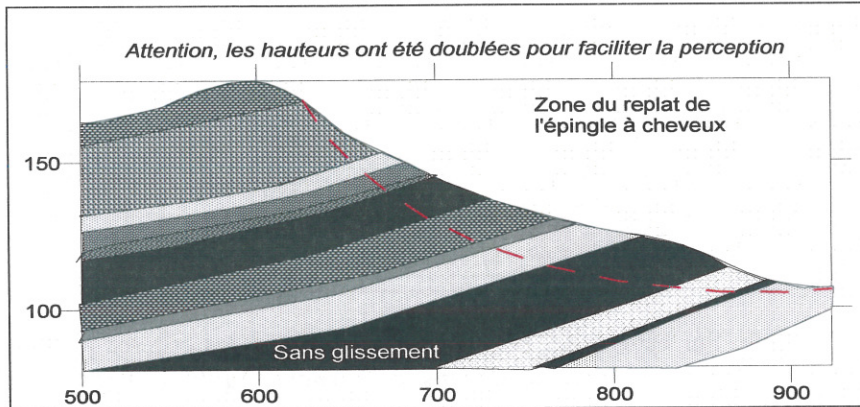 Attention, les hauteurs ont été doublées pour faciliter la perception
Zone du replat de
l'épingle à cheveux
150
100
Sans glissement
500
600
700
800
900